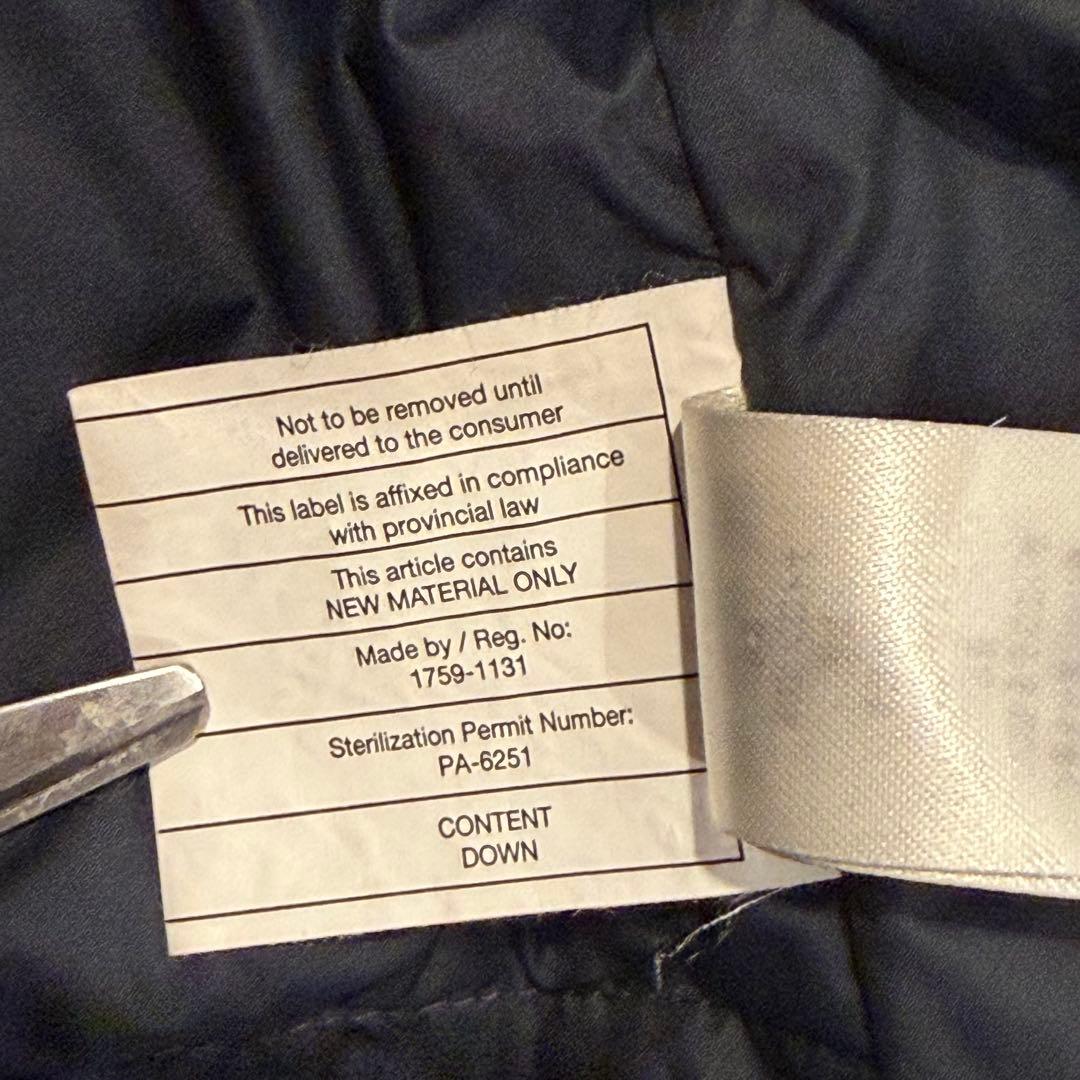 Not to be removed until
delivered to the consumer
This label is affixed in compliance
with provincial law
This article contains
NEW MATERIAL ONLY
Made by / Reg. No:
1759-1131
Sterilization Permit Number:
PA-6251
CONTENT
DOWN